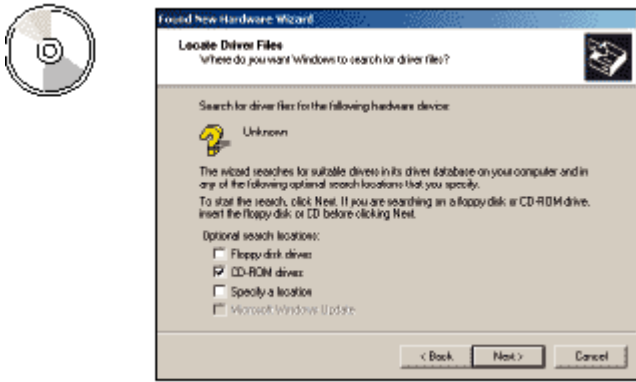 Found New Hardware Wizard
Locate Driver Files
Where do you want Windows to search for driver files?
Search for driver files for the following hardware device:
Unknown
The wizard searches for suitable drivers in its driver database on your computer and in
any of the following optional search locations that you specify.
To start the search, click Next. If you are searching on a floppy disk or CD-ROM drive,
insert the floppy disk or CD before clicking Next.
Optional search locations:
Floppy disk drives
CD-ROM drives
Specify a location
Microsoft Windows Update
< Back
Next >
Cancel